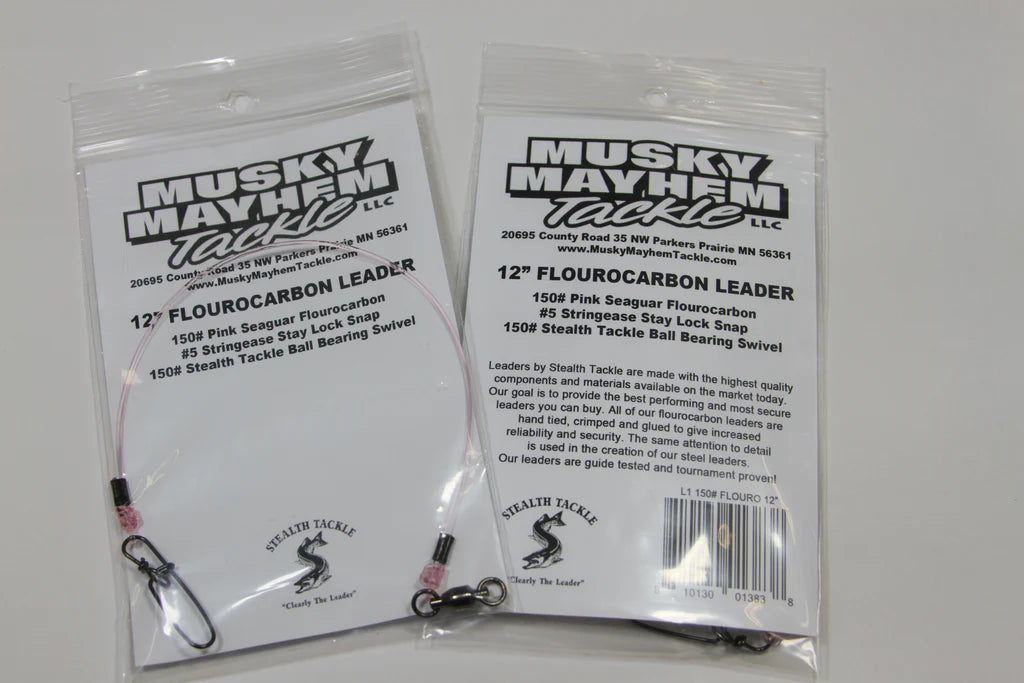 MUSKY
MAYHEM
Tackle LLC
20695 County Road 35 NW Parkers Prairie MN 56361
www.MuskyMayhemTackle.com
12” FLOUROCARBON LEADER
150# Pink Seaguar Flourocarbon
#5 Stringease Stay Lock Snap
150# Stealth Tackle Ball Bearing Swivel
STEALTH TACKLE
"Clearly The Leader"
MUSKY
MAYHEM
Tackle LLC
20695 County Road 35 NW Parkers Prairie MN 56361
www.MuskyMayhemTackle.com
12” FLOUROCARBON LEADER
150# Pink Seaguar Flourocarbon
#5 Stringease Stay Lock Snap
150# Stealth Tackle Ball Bearing Swivel
Leaders by Stealth Tackle are made with the highest quality
components and materials available on the market today.
Our goal is to provide the best performing and most secure
leaders you can buy. All of our flourocarbon leaders are
hand tied, crimped and glued to give increased
reliability and security. The same attention to detail
is used in the creation of our steel leaders.
Our leaders are guide tested and tournament proven!
L1 150# FLOURO 12"
STEALTH TACKLE
"Clearly The Leader"
8 10130 01383 8